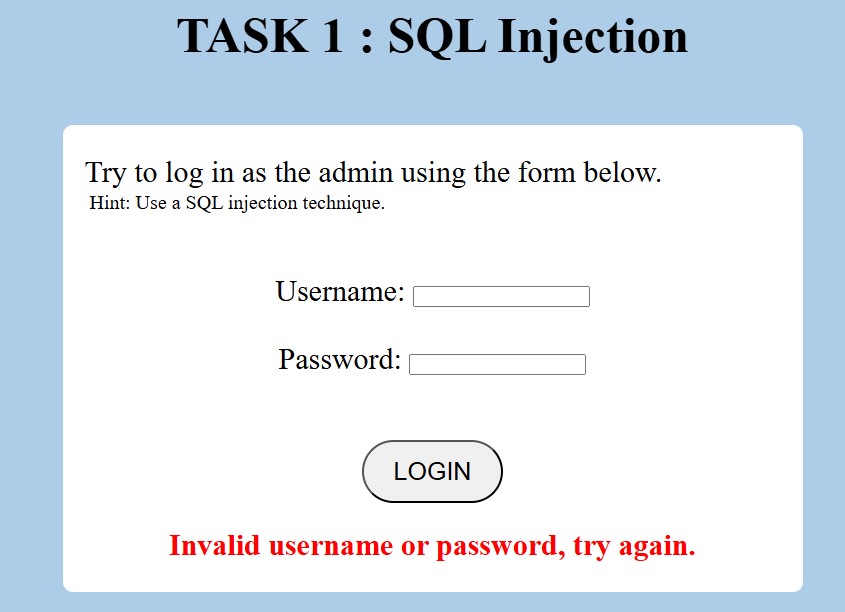 TASK 1 : SQL Injection
Try to log in as the admin using the form below.
Hint: Use a SQL injection technique.
Username:
Password:
LOGIN
Invalid username or password, try again.